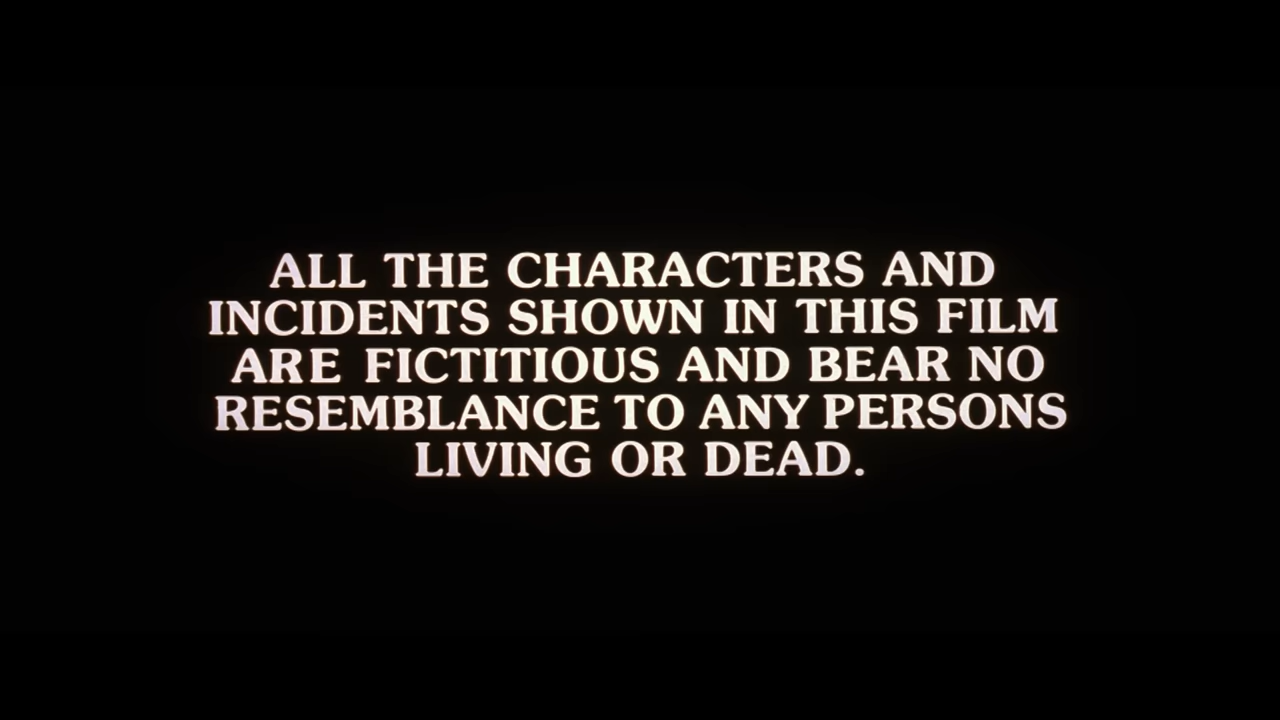 ALL THE CHARACTERS AND
INCIDENTS SHOWN IN THIS FILM
ARE FICTITIOUS AND BEAR NO
RESEMBLANCE TO ANY PERSONS
LIVING OR DEAD.